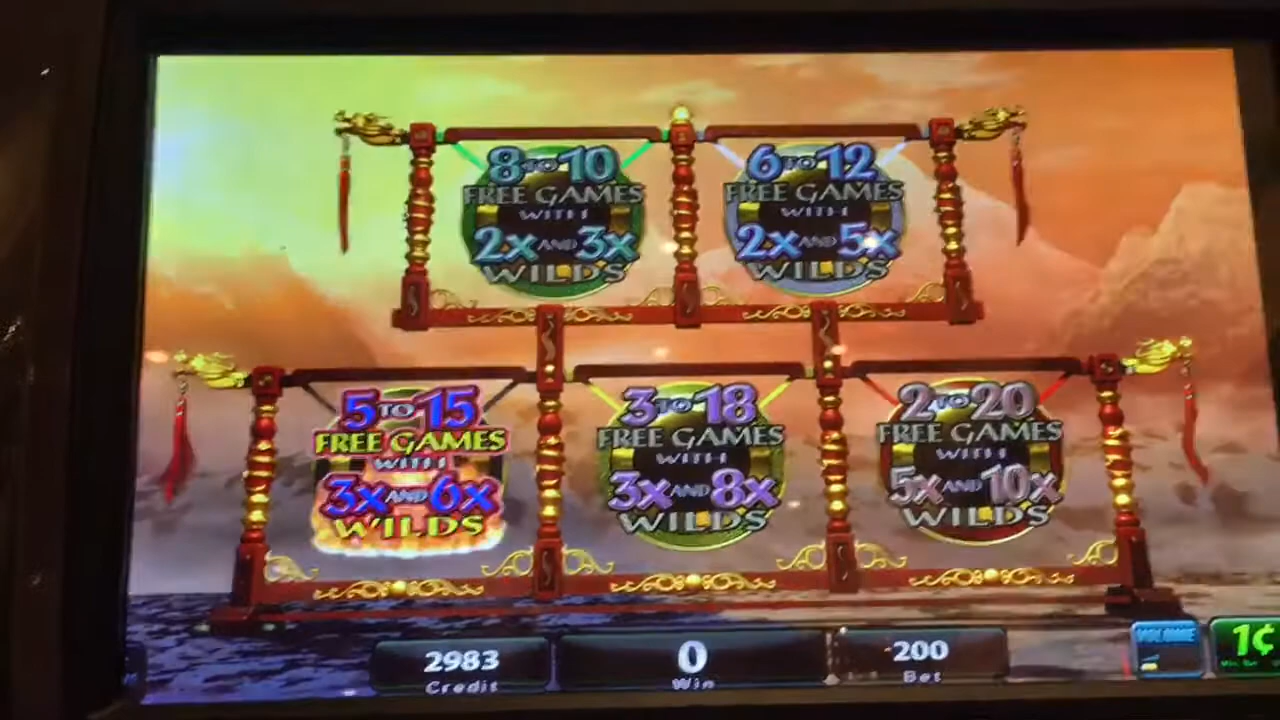 8 TO 10
FREE GAMES
WITH
2X AND 3X
WILDS
6 TO 12
FREE GAMES
WITH
2X AND 5X
WILDS
5 TO 15
FREE GAMES
WITH
3X AND 6X
WILDS
3 TO 18
FREE GAMES
WITH
3X AND 8X
WILDS
2 TO 20
FREE GAMES
WITH
5X AND 10X
WILDS
2983
Credit
0
Win
200
Bet
VOLUME
1¢